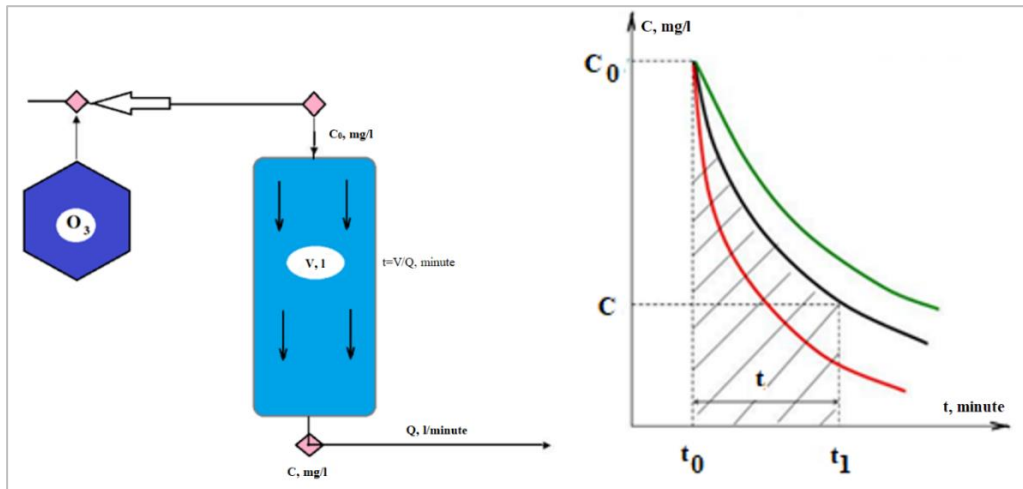 C₀, mg/l
O₃
V, l
t=V/Q, minute
Q, l/minute
C, mg/l
C, mg/l
C₀
C
t
t, minute
t₀
t₁